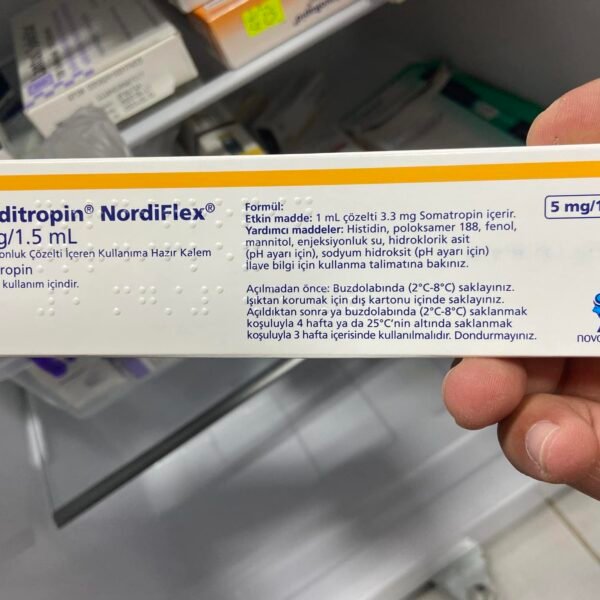 ditropin® NordiFlex®
g/1.5 mL
onluk Çözelti İçeren Kullanıma Hazır Kalem
ropin
kullanım içindir.
Formül:
Etkin madde: 1 mL çözelti 3.3 mg Somatropin içerir.
Yardımcı maddeler: Histidin, poloksamer 188, fenol,
mannitol, enjeksiyonluk su, hidroklorik asit
(pH ayarı için), sodyum hidroksit (pH ayarı için)
İlave bilgi için kullanma talimatına bakınız.
Açılmadan önce: Buzdolabında (2°C-8°C) saklayınız.
Işıktan korumak için dış kartonu içinde saklayınız.
Açıldıktan sonra ya buzdolabında (2°C-8°C) saklanmak
koşuluyla 4 hafta ya da 25°C'nin altında saklanmak
koşuluyla 3 hafta içerisinde kullanılmalıdır. Dondurmayınız.
5 mg/1
novo